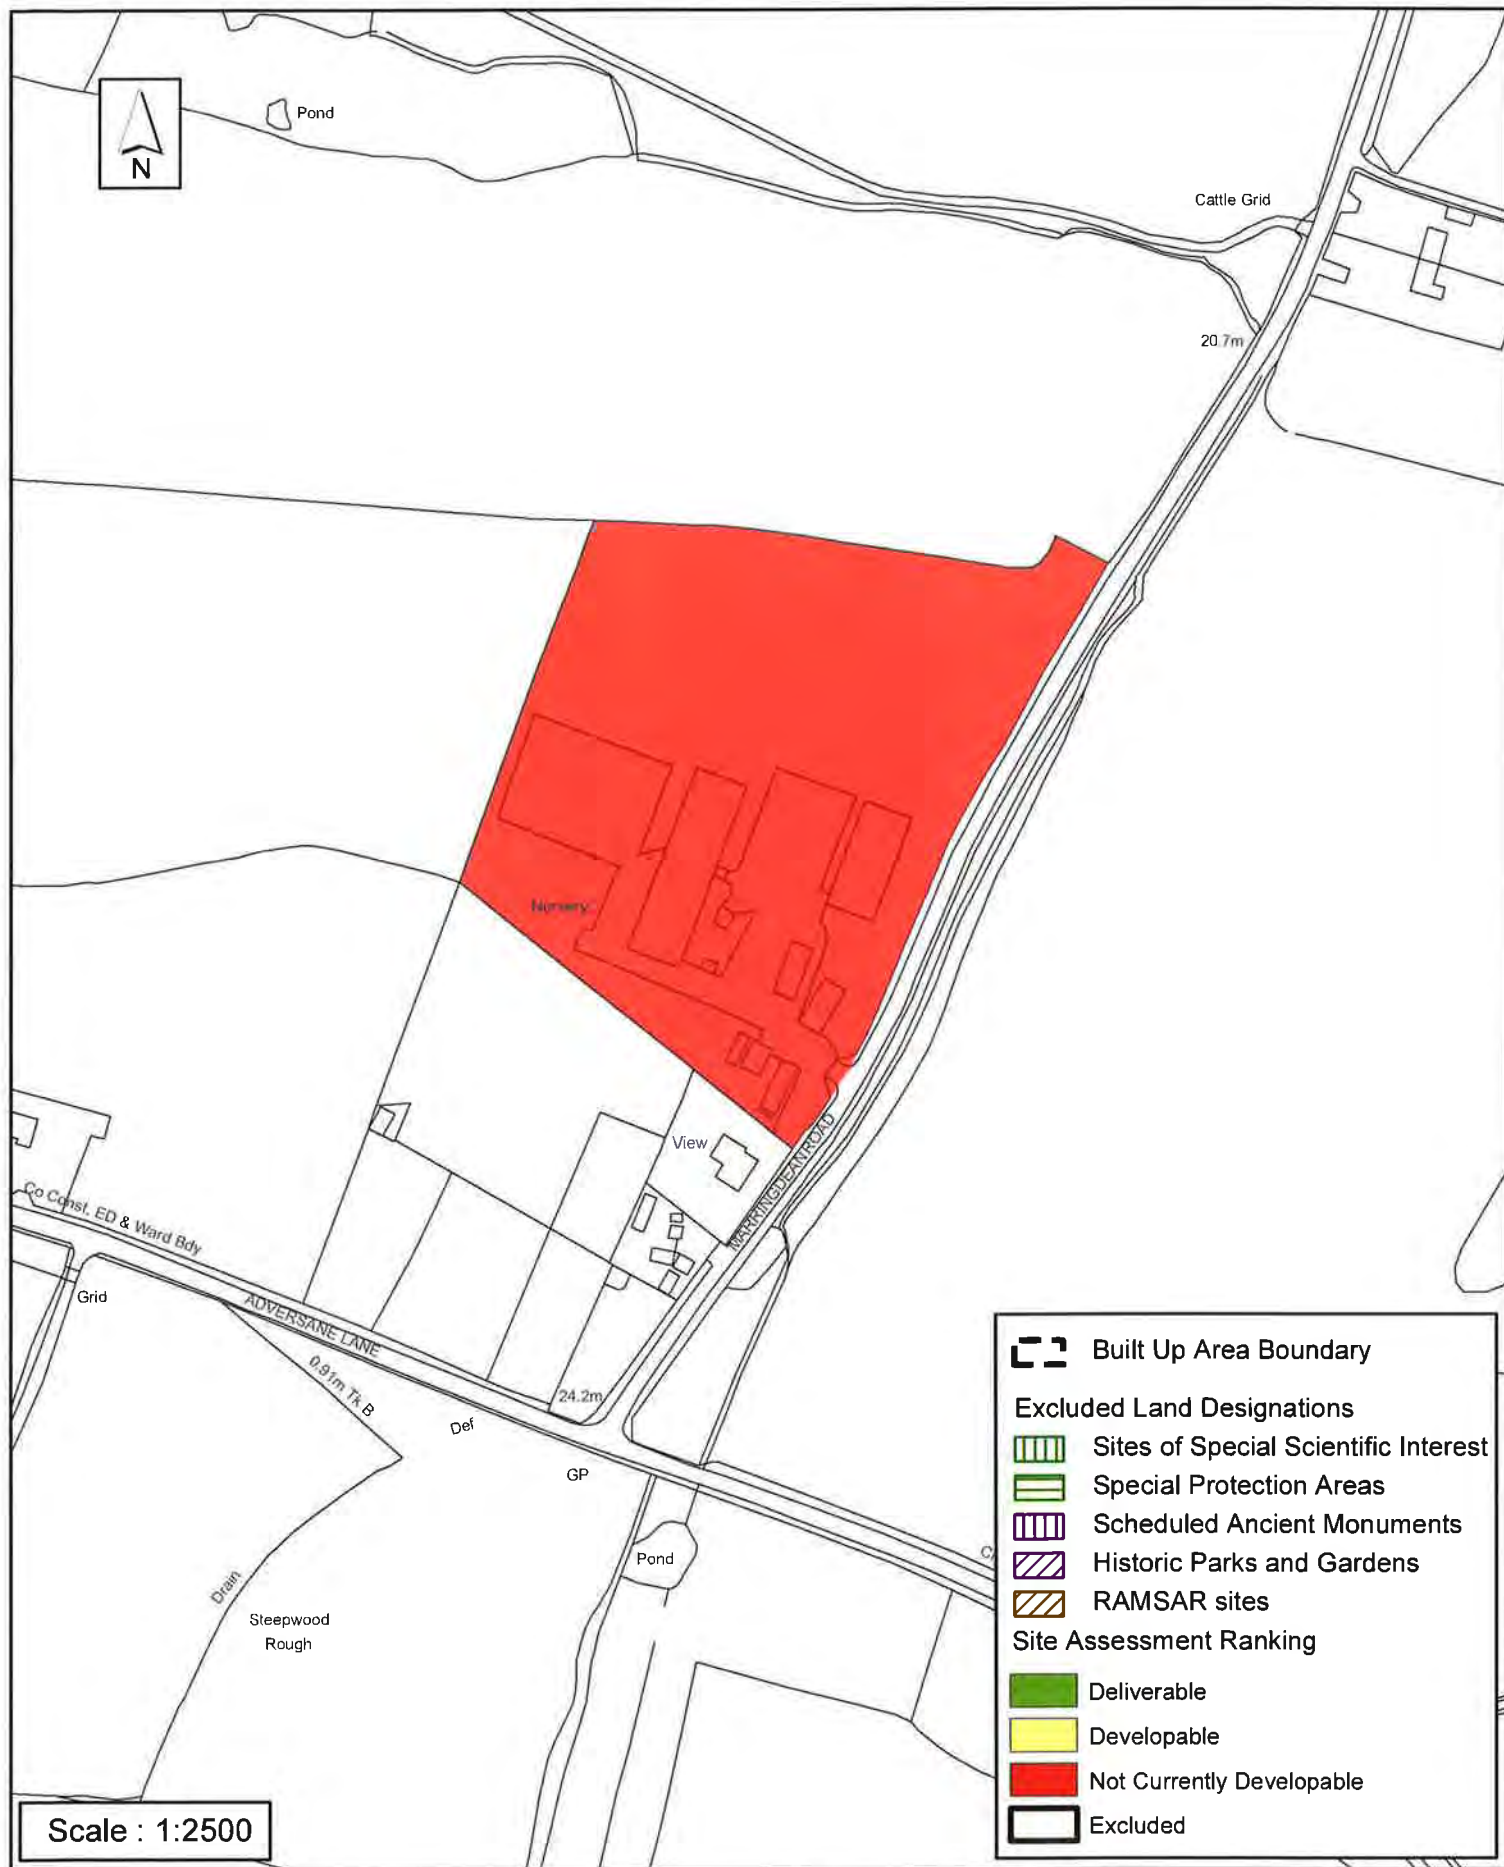 N
Pond
Cattle Grid
20.7m
Nursery
View
MARRINGDEAN ROAD
Co Const, ED & Ward Bdy
Grid
ADVERSANE LANE
0.91m Tk B
24.2m
Def
GP
Pond
Drain
Steepwood
Rough
Built Up Area Boundary
Excluded Land Designations
Sites of Special Scientific Interest
Special Protection Areas
Scheduled Ancient Monuments
Historic Parks and Gardens
RAMSAR sites
Site Assessment Ranking
Deliverable
Developable
Not Currently Developable
Excluded
Scale : 1:2500